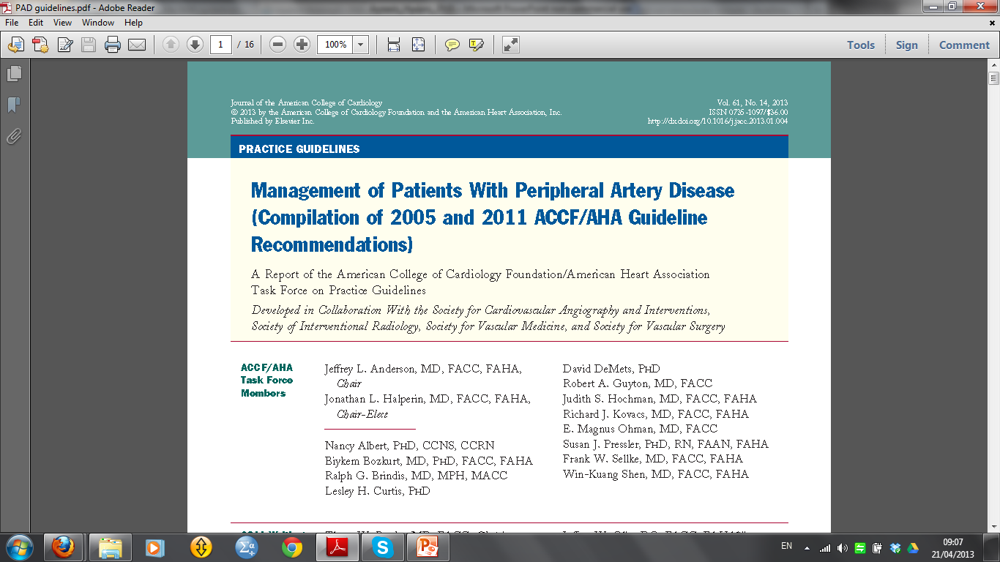 PAD guidelines.pdf - Adobe Reader
File Edit View Window Help
1 / 16 100% Tools Sign Comment
Journal of the American College of Cardiology
© 2013 by the American College of Cardiology Foundation and the American Heart Association, Inc.
Published by Elsevier Inc.
Vol. 61, No. 14, 2013
ISSN 0735-1097/$36.00
http://dx.doi.org/10.1016/j.jacc.2013.01.004
PRACTICE GUIDELINES
Management of Patients With Peripheral Artery Disease
(Compilation of 2005 and 2011 ACCF/AHA Guideline
Recommendations)
A Report of the American College of Cardiology Foundation/American Heart Association
Task Force on Practice Guidelines
Developed in Collaboration With the Society for Cardiovascular Angiography and Interventions,
Society of Interventional Radiology, Society for Vascular Medicine, and Society for Vascular Surgery
ACCF/AHA
Task Force
Members
Jeffrey L. Anderson, MD, FACC, FAHA,
Chair
Jonathan L. Halperin, MD, FACC, FAHA,
Chair-Elect
Nancy Albert, PHD, CCNS, CCRN
Biykem Bozkurt, MD, PHD, FACC, FAHA
Ralph G. Brindis, MD, MPH, MACC
Lesley H. Curtis, PHD
David DeMets, PHD
Robert A. Guyton, MD, FACC
Judith S. Hochman, MD, FACC, FAHA
Richard J. Kovacs, MD, FACC, FAHA
E. Magnus Ohman, MD, FACC
Susan J. Pressler, PHD, RN, FAAN, FAHA
Frank W. Sellke, MD, FACC, FAHA
Win-Kuang Shen, MD, FACC, FAHA
EN
09:07
21/04/2013